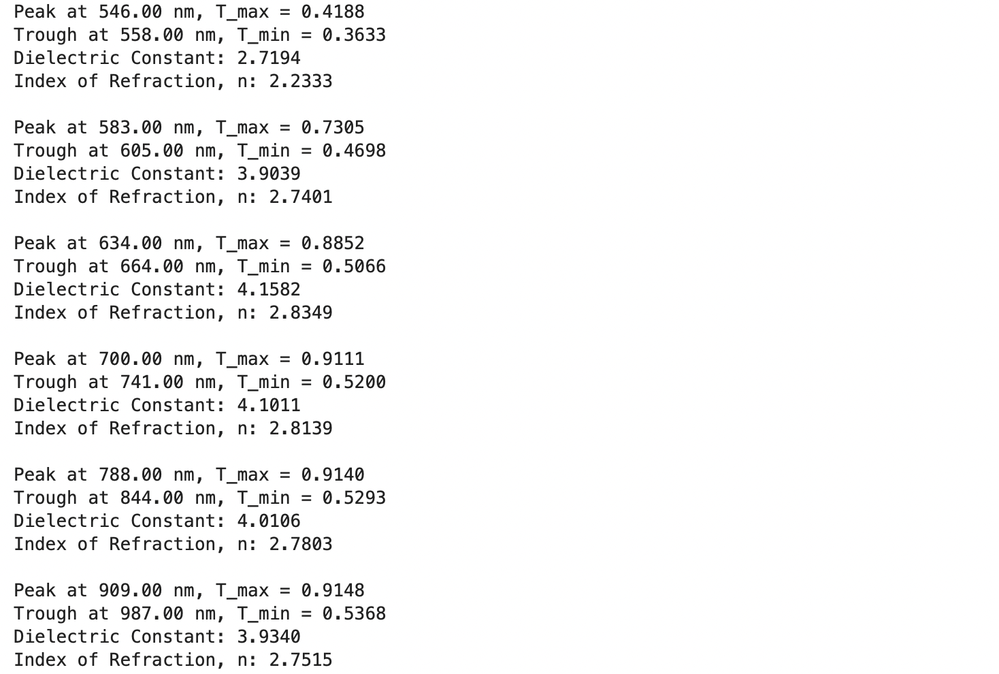 Peak at 546.00 nm, T_max = 0.4188
Trough at 558.00 nm, T_min = 0.3633
Dielectric Constant: 2.7194
Index of Refraction, n: 2.2333
Peak at 583.00 nm, T_max = 0.7305
Trough at 605.00 nm, T_min = 0.4698
Dielectric Constant: 3.9039
Index of Refraction, n: 2.7401
Peak at 634.00 nm, T_max = 0.8852
Trough at 664.00 nm, T_min = 0.5066
Dielectric Constant: 4.1582
Index of Refraction, n: 2.8349
Peak at 700.00 nm, T_max = 0.9111
Trough at 741.00 nm, T_min = 0.5200
Dielectric Constant: 4.1011
Index of Refraction, n: 2.8139
Peak at 788.00 nm, T_max = 0.9140
Trough at 844.00 nm, T_min = 0.5293
Dielectric Constant: 4.0106
Index of Refraction, n: 2.7803
Peak at 909.00 nm, T_max = 0.9148
Trough at 987.00 nm, T_min = 0.5368
Dielectric Constant: 3.9340
Index of Refraction, n: 2.7515